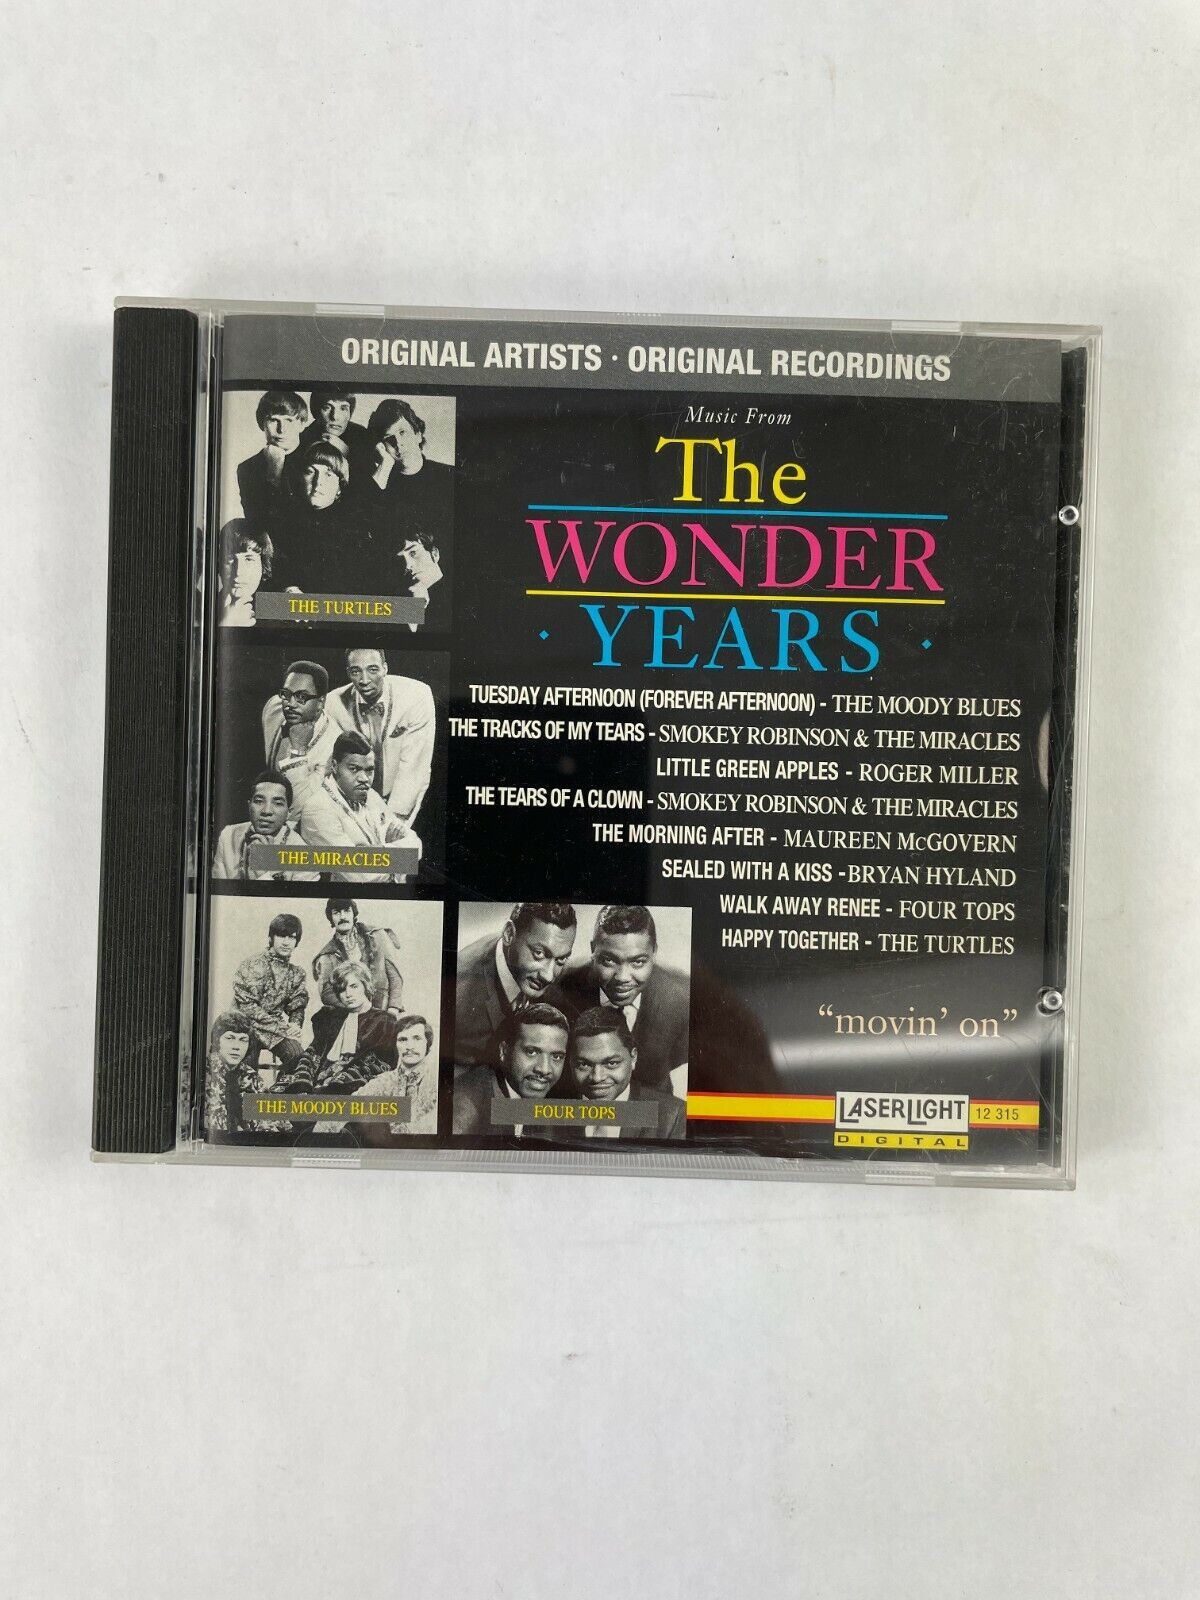 ORIGINAL ARTISTS · ORIGINAL RECORDINGS
Music From
The
WONDER
· YEARS ·
TUESDAY AFTERNOON (FOREVER AFTERNOON) - THE MOODY BLUES
THE TRACKS OF MY TEARS - SMOKEY ROBINSON & THE MIRACLES
LITTLE GREEN APPLES - ROGER MILLER
THE TEARS OF A CLOWN - SMOKEY ROBINSON & THE MIRACLES
THE MORNING AFTER - MAUREEN McGOVERN
SEALED WITH A KISS - BRYAN HYLAND
WALK AWAY RENEE - FOUR TOPS
HAPPY TOGETHER - THE TURTLES
"movin' on"
THE TURTLES
THE MIRACLES
THE MOODY BLUES
FOUR TOPS
LASERLIGHT 12 315
DIGITAL